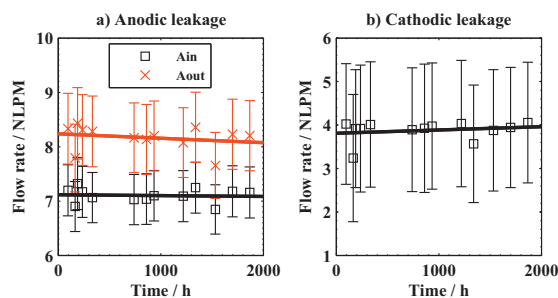 a) Anodic leakage
10
9
8
7
6
0
1000
2000
Flow rate / NLPM
Time / h
Ain
Aout
b) Cathodic leakage
6
5
4
3
2
1
0
1000
2000
Flow rate / NLPM
Time / h